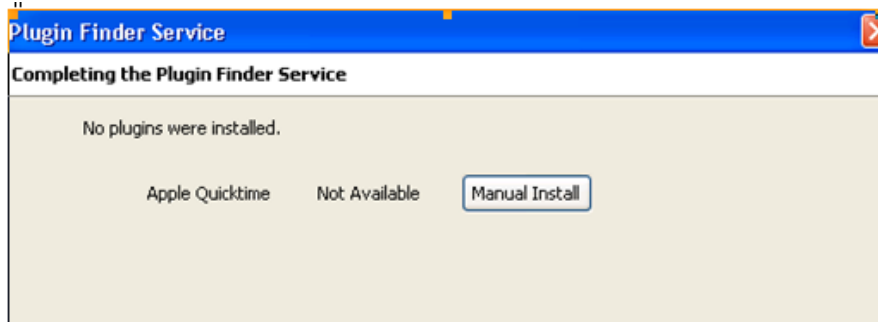 Plugin Finder Service
Completing the Plugin Finder Service
No plugins were installed.
Apple Quicktime Not Available Manual Install